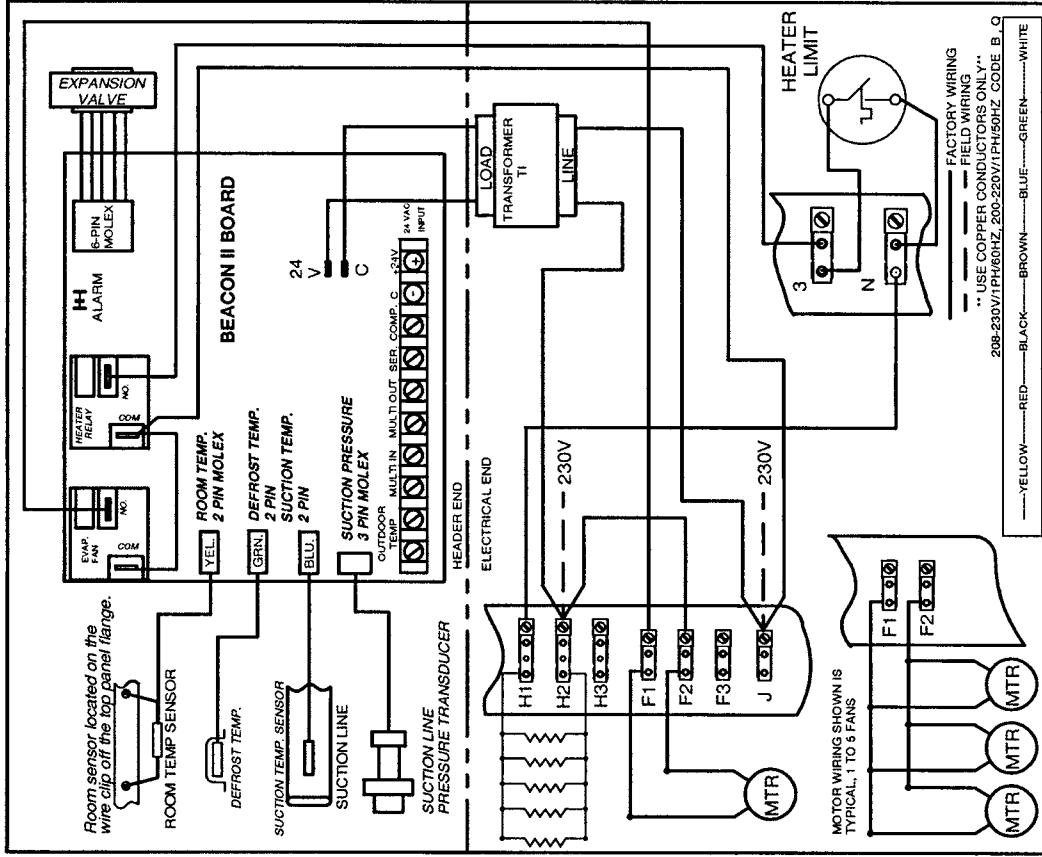 EXPANSION
VALVE
6-PIN
MOLEX
ALARM
HEATER
RELAY
NO.
COM
EVAP.
FAN
NO.
COM
BEACON II BOARD
24
V
C
ROOM TEMP.
2 PIN MOLEX
DEFROST TEMP.
2 PIN
SUCTION TEMP.
2 PIN
SUCTION PRESSURE
3 PIN MOLEX
YEL.
GRN.
BLU.
OUTDOOR
TEMP
MULTI IN
MULTI OUT
SER.
COMP.
C
+24V
24 VAC
INPUT
Room sensor located on the
wire clip off the top panel flange.
ROOM TEMP SENSOR
DEFROST TEMP.
SUCTION TEMP. SENSOR
SUCTION LINE
SUCTION LINE
PRESSURE TRANSDUCER
HEADER END
ELECTRICAL END
LOAD
TRANSFORMER
TI
LINE
HEATER
LIMIT
3
N
230V
230V
H1
H2
H3
F1
F2
F3
J
MTR
MOTOR WIRING SHOWN IS
TYPICAL, 1 TO 5 FANS
F1
F2
MTR
MTR
MTR
FACTORY WIRING
FIELD WIRING
** USE COPPER CONDUCTORS ONLY**
208-230V/1PH/60HZ, 200-220V/1PH/50HZ CODE B, Q
YELLOW RED BLACK BROWN BLUE GREEN WHITE